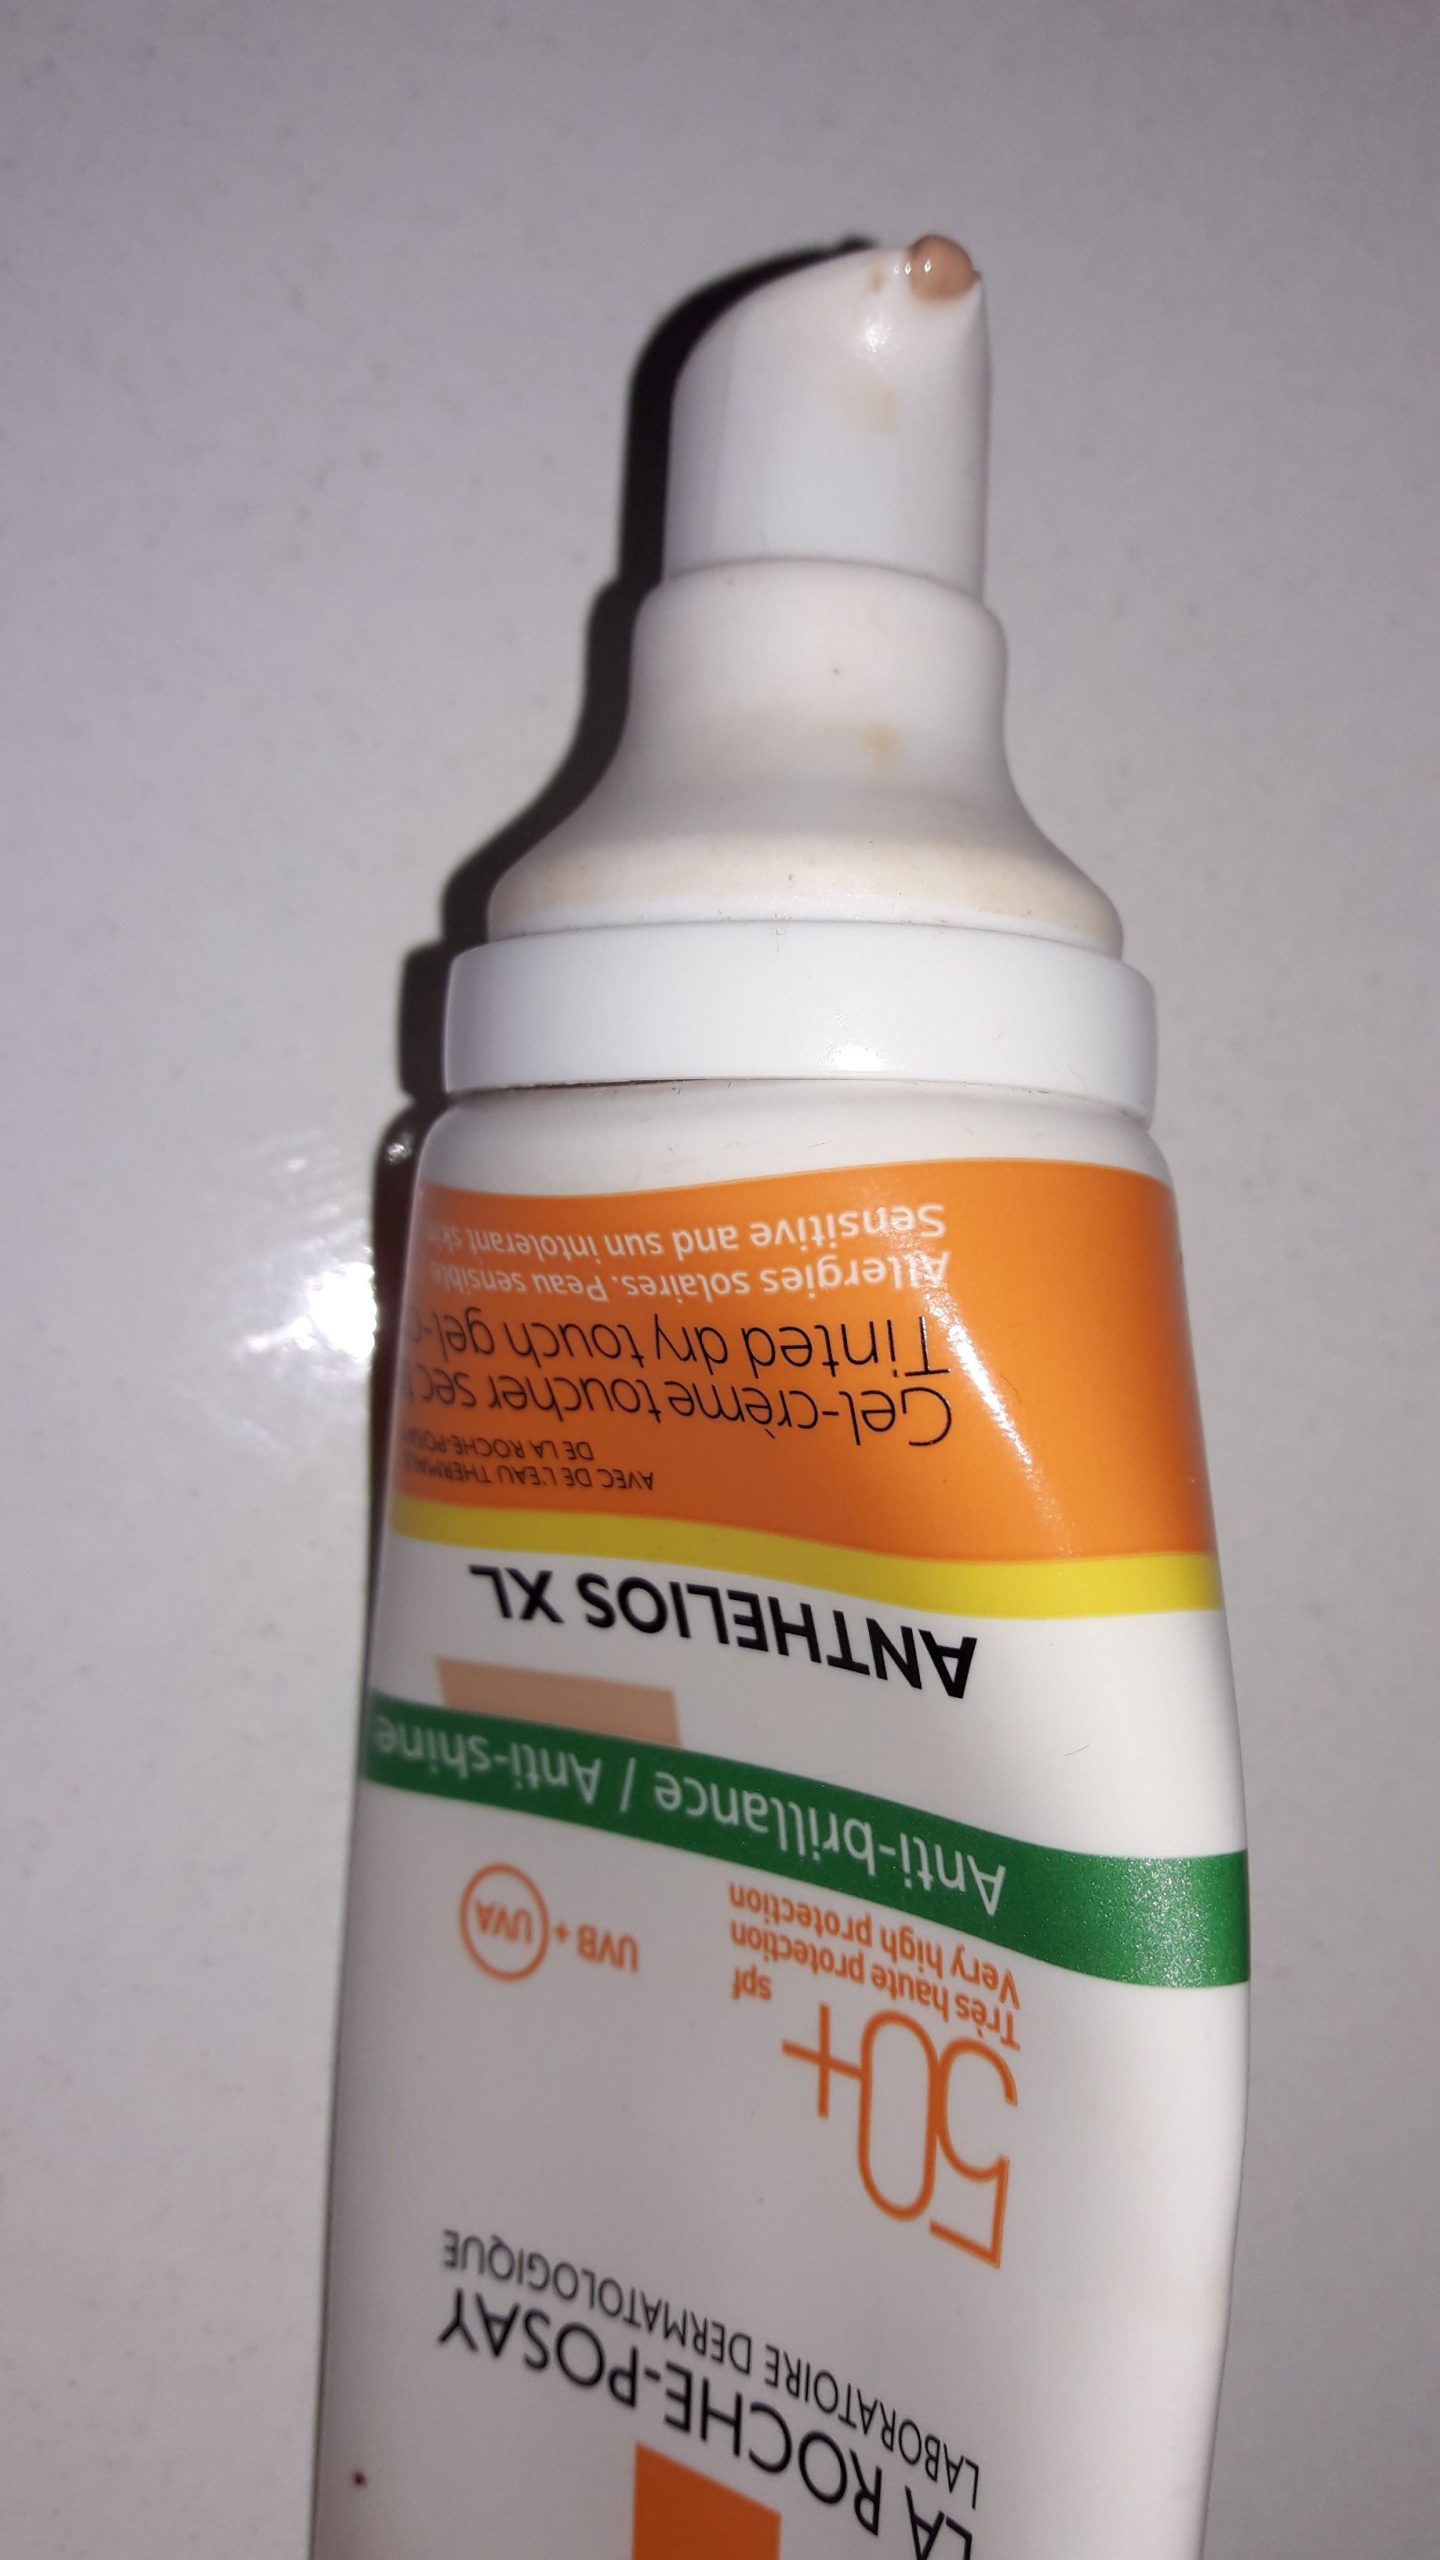 LA ROCHE-POSAY
LABORATOIRE DERMATOLOGIQUE
50+
spf
Très haute protection
Very high protection
UVB + UVA
Anti-brillance / Anti-shine
ANTHELIOS XL
AVEC DE L'EAU THERMALE
DE LA ROCHE-POSAY
Gel-crème toucher sec
Tinted dry touch gel-
Allergies solaires. Peau sensible
Sensitive and sun intolerant skin